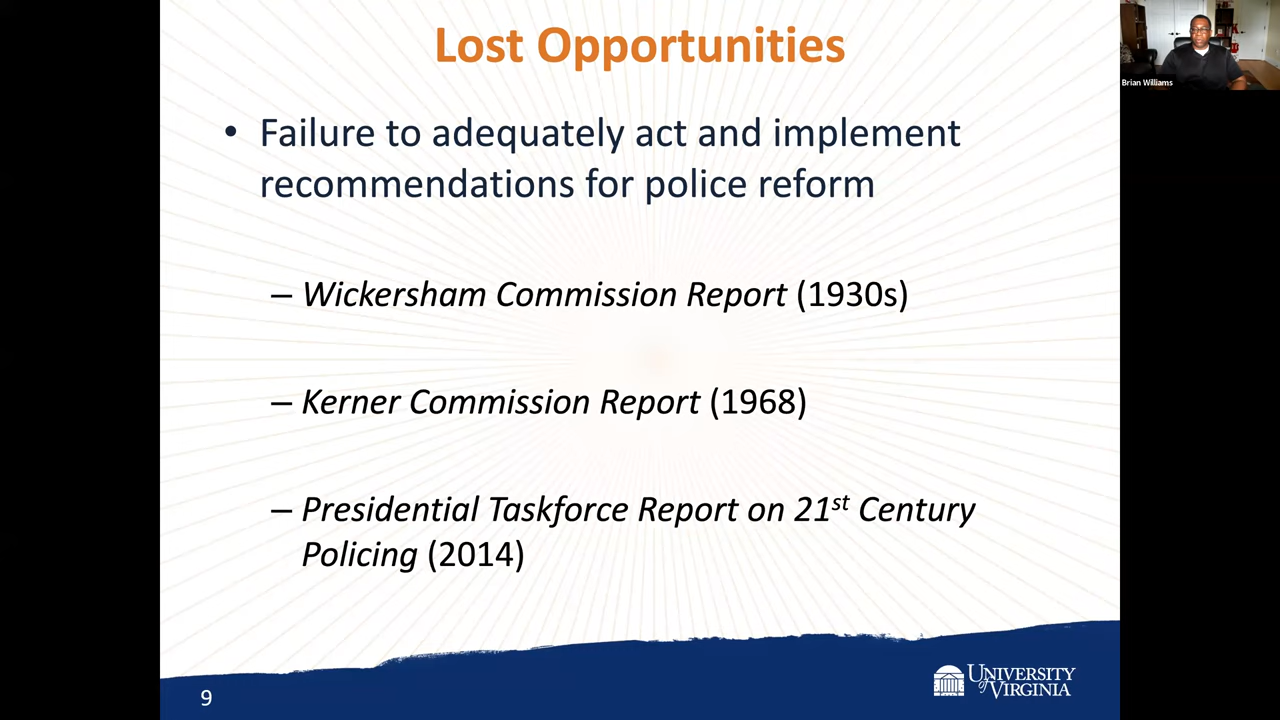 Lost Opportunities
Brian Williams
• Failure to adequately act and implement
recommendations for police reform
– Wickersham Commission Report (1930s)
– Kerner Commission Report (1968)
– Presidential Taskforce Report on 21st Century
Policing (2014)
9
UNIVERSITY
of VIRGINIA